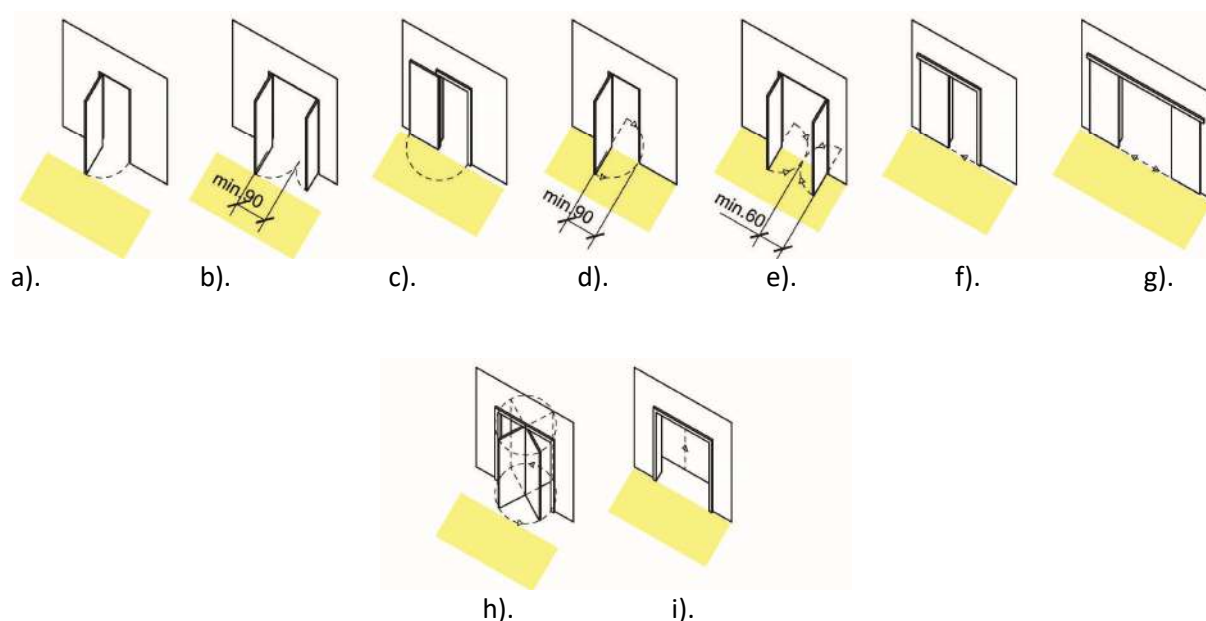 min.90
min.90
min.60
a). b). c). d). e). f). g).
h). i).